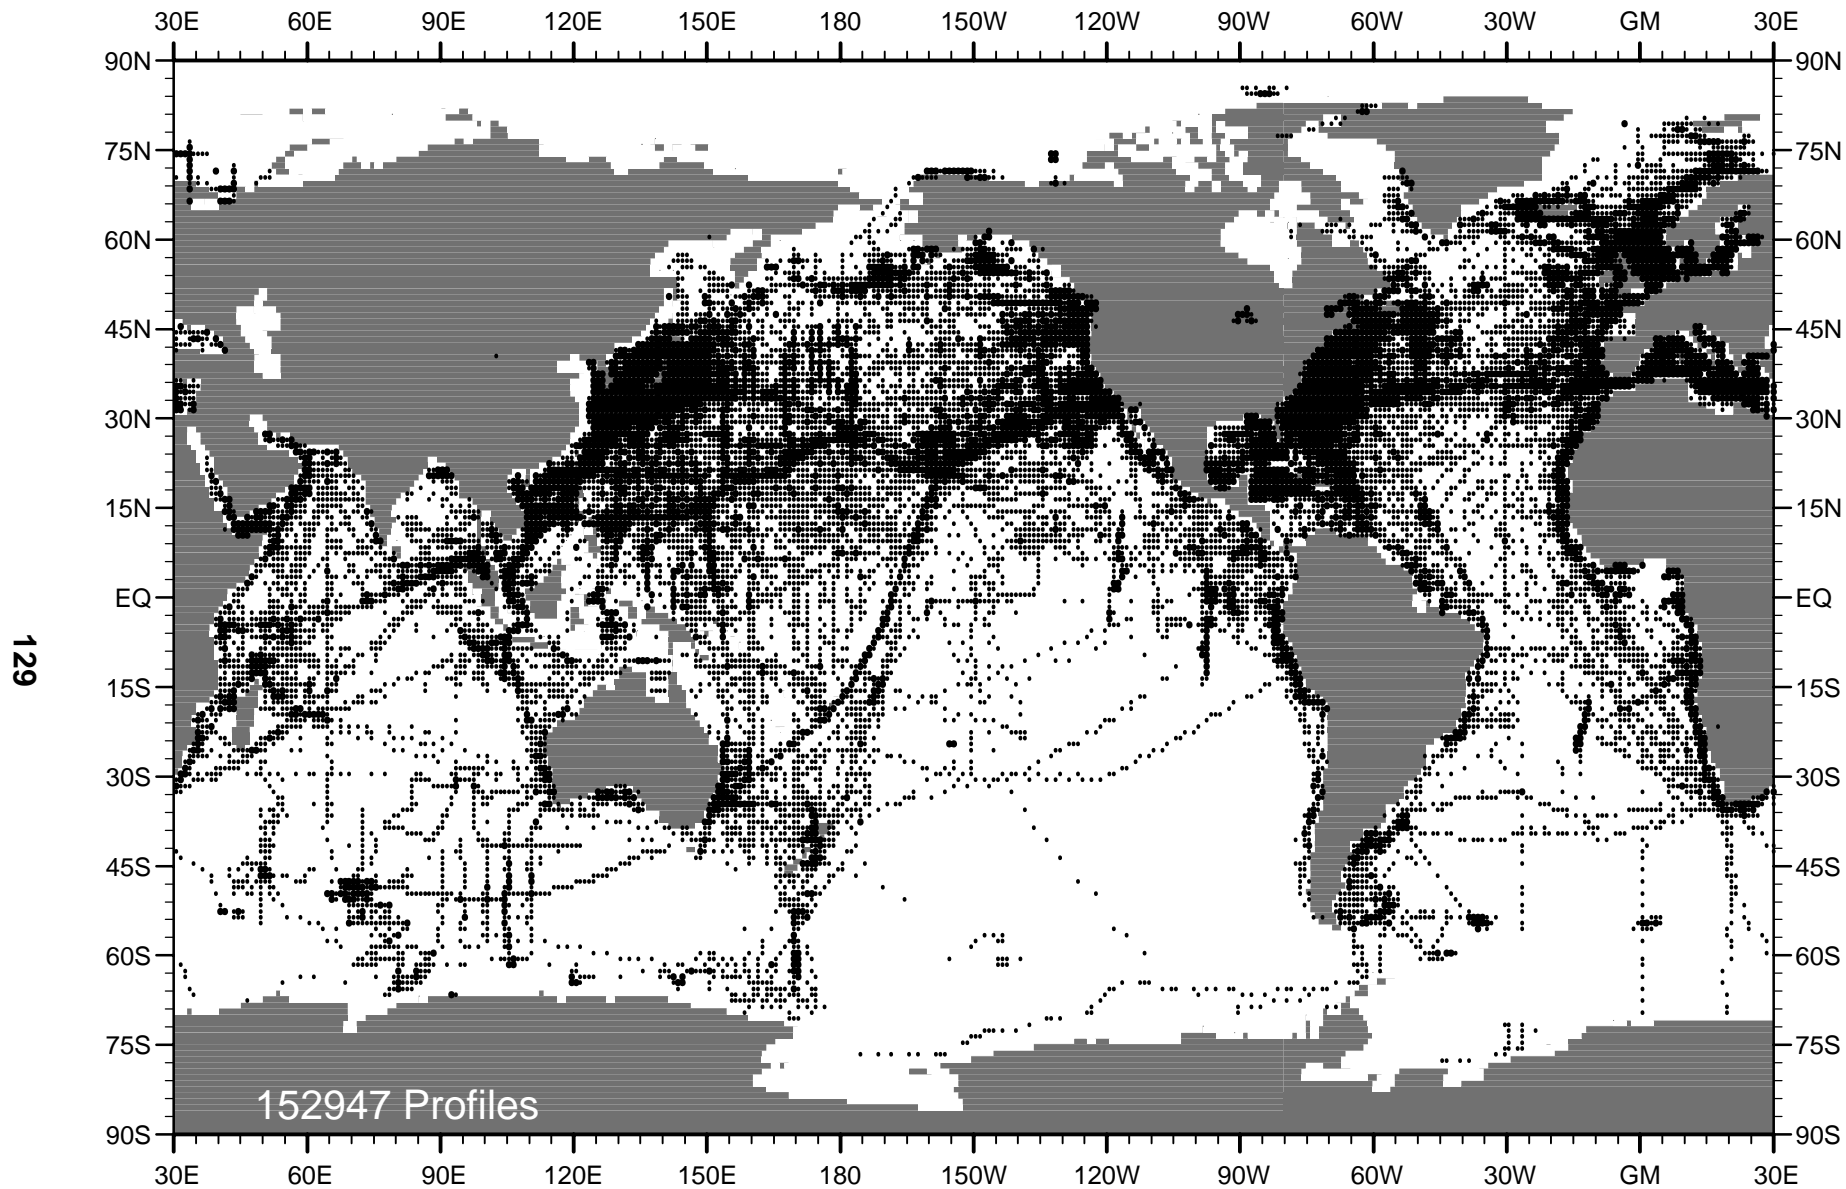 30E 60E 90E 120E 150E 180 150W 120W 90W 60W 30W GM 30E
90N 90N
75N 75N
60N 60N
45N 45N
30N 30N
15N 15N
EQ EQ
129
15S 15S
30S 30S
45S 45S
60S 60S
75S 75S
152947 Profiles
90S 90S
30E 60E 90E 120E 150E 180 150W 120W 90W 60W 30W GM 30E